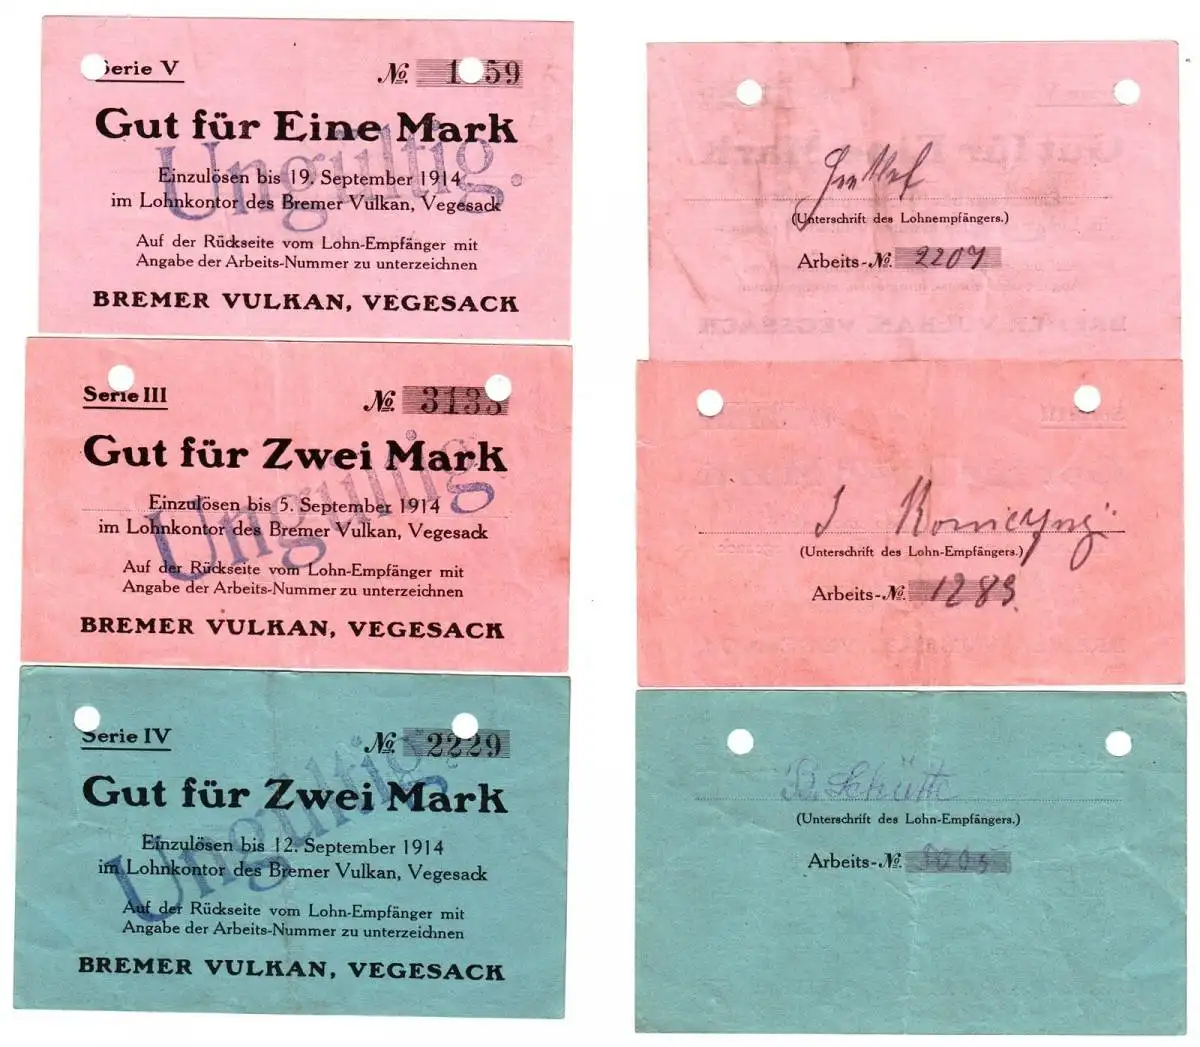 Serie V
№. 1 59
Gut für Eine Mark
Einzulösen bis 19. September 1914
im Lohnkontor des Bremer Vulkan, Vegesack
Auf der Rückseite vom Lohn-Empfänger mit
Angabe der Arbeits-Nummer zu unterzeichnen
BREMER VULKAN, VEGESACK
Ungültig.
(Unterschrift des Lohnempfängers.)
Arbeits-№. 2207
Serie III
№. 3133
Gut für Zwei Mark
Einzulösen bis 5. September 1914
im Lohnkontor des Bremer Vulkan, Vegesack
Auf der Rückseite vom Lohn-Empfänger mit
Angabe der Arbeits-Nummer zu unterzeichnen
BREMER VULKAN, VEGESACK
Ungültig.
(Unterschrift des Lohn-Empfängers.)
Arbeits-№. 1283.
Serie IV
№. 2229
Gut für Zwei Mark
Einzulösen bis 12. September 1914
im Lohnkontor des Bremer Vulkan, Vegesack
Auf der Rückseite vom Lohn-Empfänger mit
Angabe der Arbeits-Nummer zu unterzeichnen
BREMER VULKAN, VEGESACK
Ungültig.
B. Schütte
(Unterschrift des Lohn-Empfängers.)
Arbeits-№.